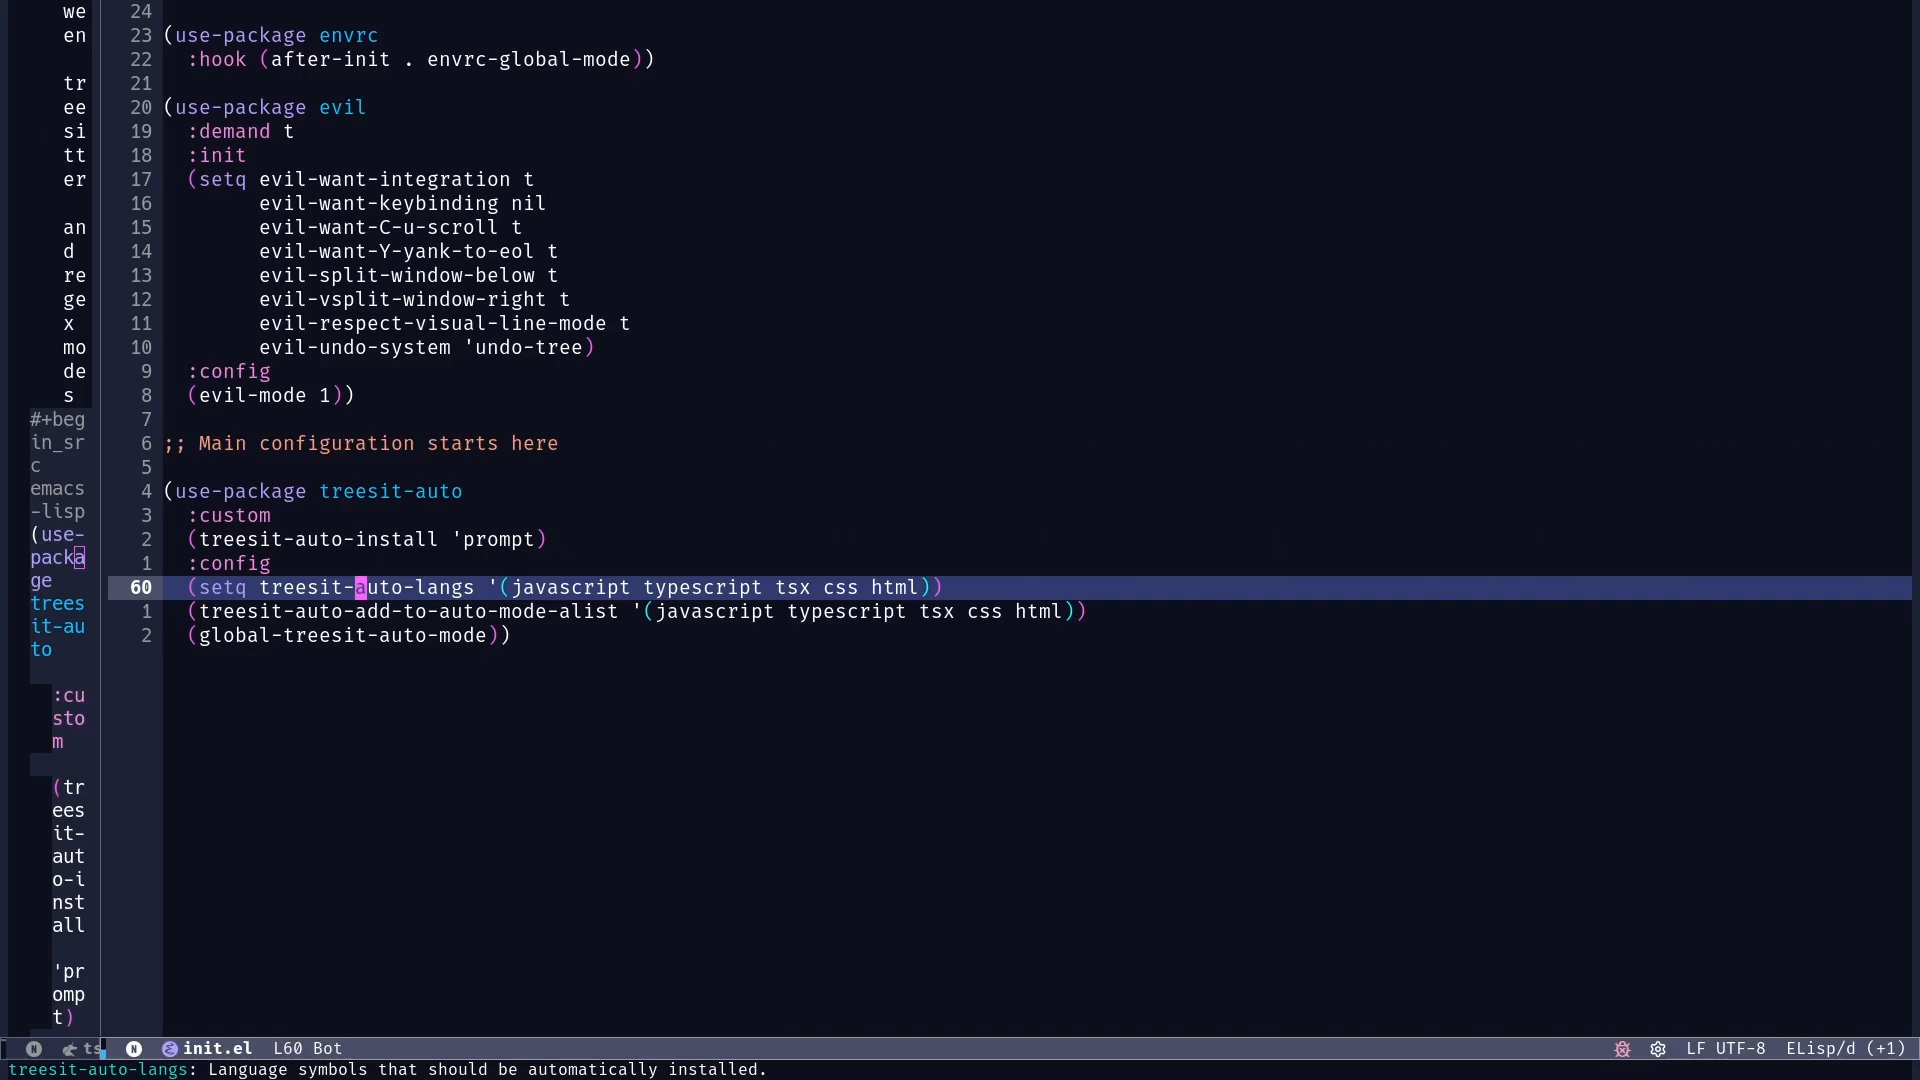 we
en
tr
ee
si
tt
er
an
d
re
ge
x
mo
de
s
#+beg
in_sr
c
emacs
-lisp
(use-
packa
ge
trees
it-au
to
:cu
sto
m
(tr
ees
it-
aut
o-i
nst
all
'pr
omp
t)
24
23 (use-package envrc
22   :hook (after-init . envrc-global-mode))
21
20 (use-package evil
19   :demand t
18   :init
17   (setq evil-want-integration t
16         evil-want-keybinding nil
15         evil-want-C-u-scroll t
14         evil-want-Y-yank-to-eol t
13         evil-split-window-below t
12         evil-vsplit-window-right t
11         evil-respect-visual-line-mode t
10         evil-undo-system 'undo-tree)
9   :config
8   (evil-mode 1))
7
6 ;; Main configuration starts here
5
4 (use-package treesit-auto
3   :custom
2   (treesit-auto-install 'prompt)
1   :config
60   (setq treesit-auto-langs '(javascript typescript tsx css html))
1   (treesit-auto-add-to-auto-mode-alist '(javascript typescript tsx css html))
2   (global-treesit-auto-mode))
N ts N init.el L60 Bot LF UTF-8 ELisp/d (+1)
treesit-auto-langs: Language symbols that should be automatically installed.